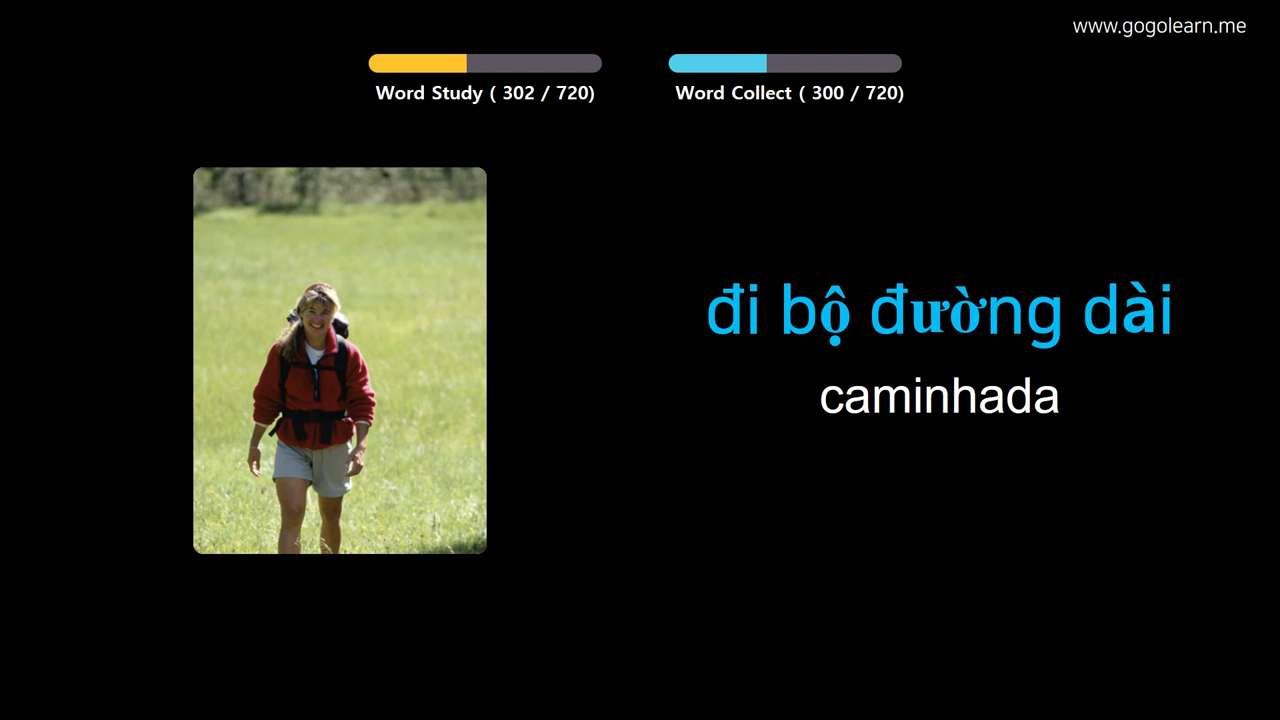 www.gogolearn.me
Word Study ( 302 / 720)
Word Collect ( 300 / 720)
đi bộ đường dài
caminhada